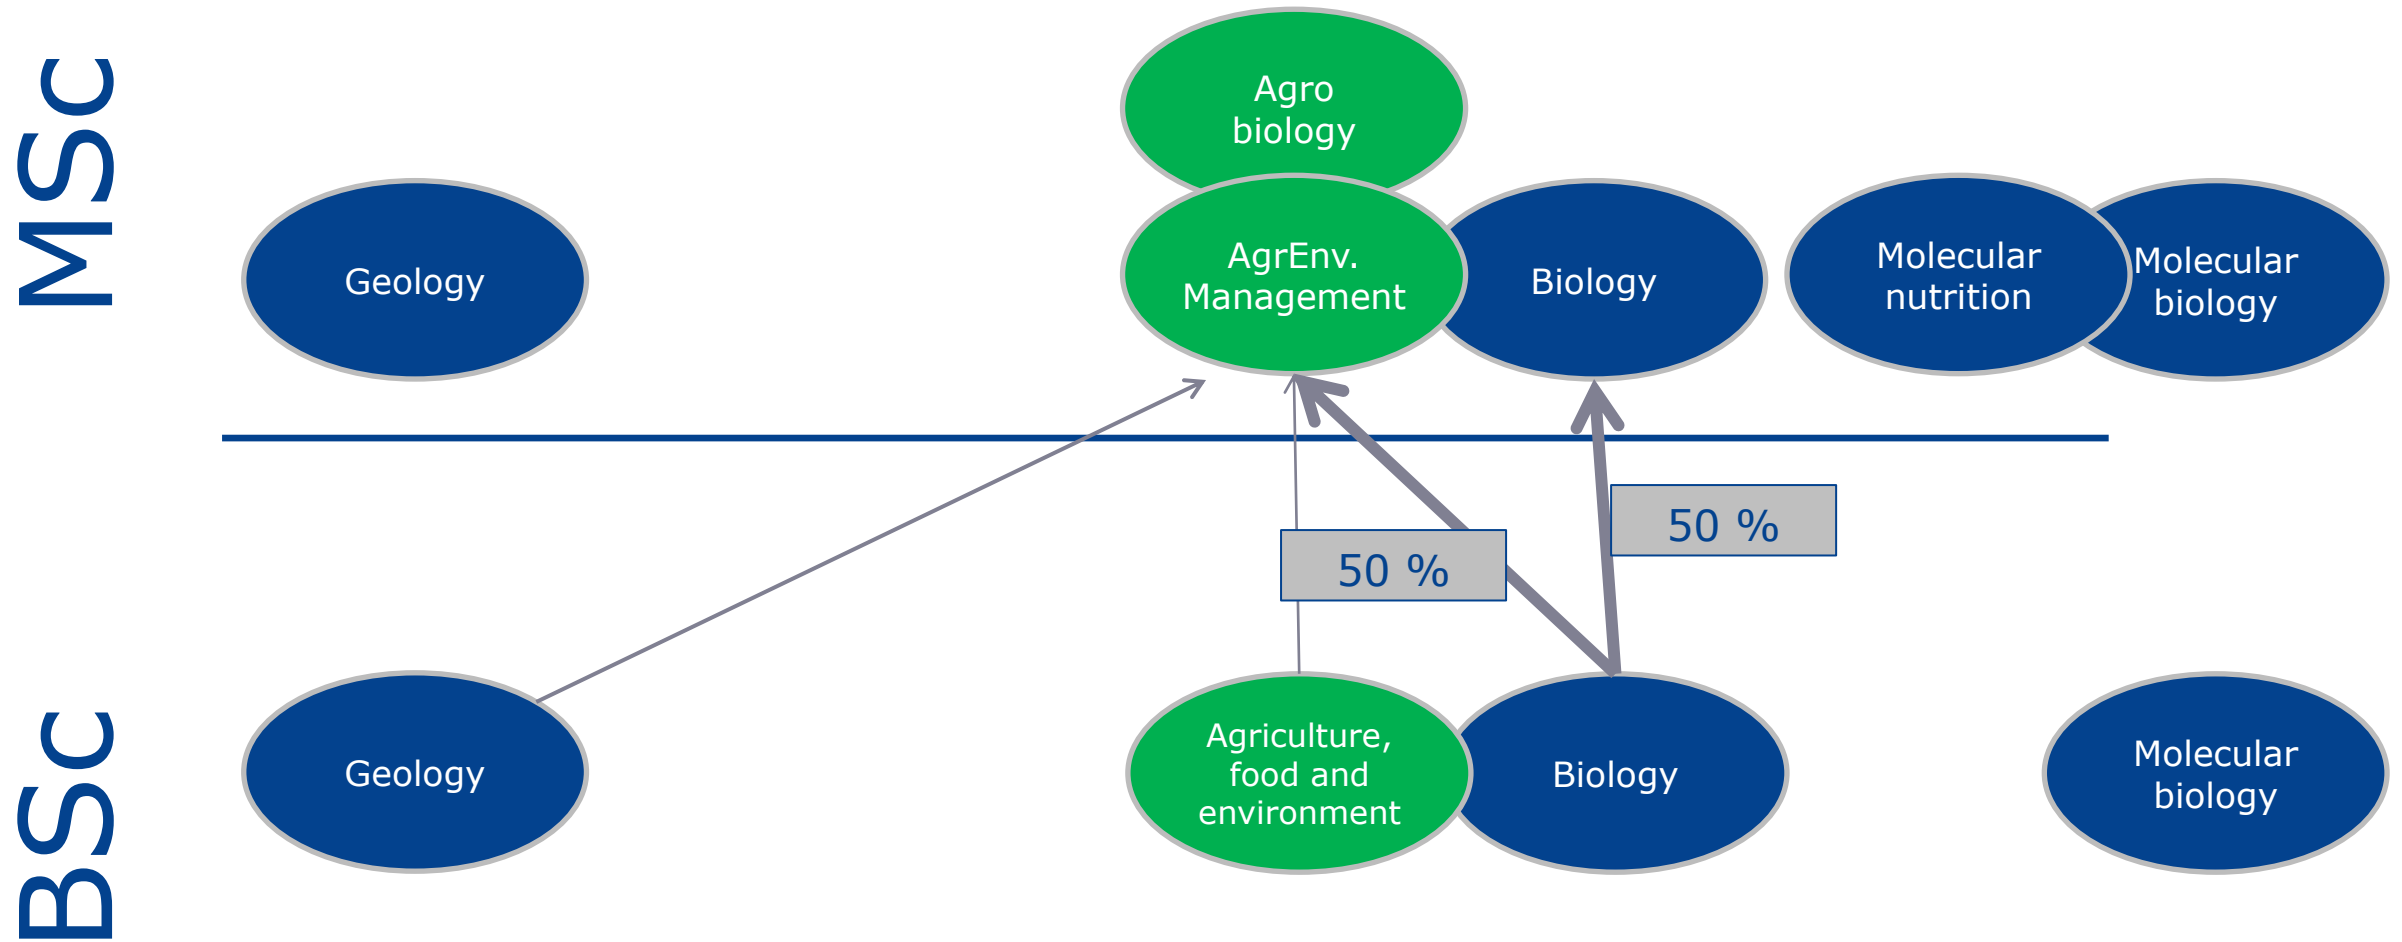 MSc
Agro
biology
Geology
AgrEnv.
Management
Biology
Molecular
nutrition
Molecular
biology
50 %
50 %
BSc
Geology
Agriculture,
food and
environment
Biology
Molecular
biology